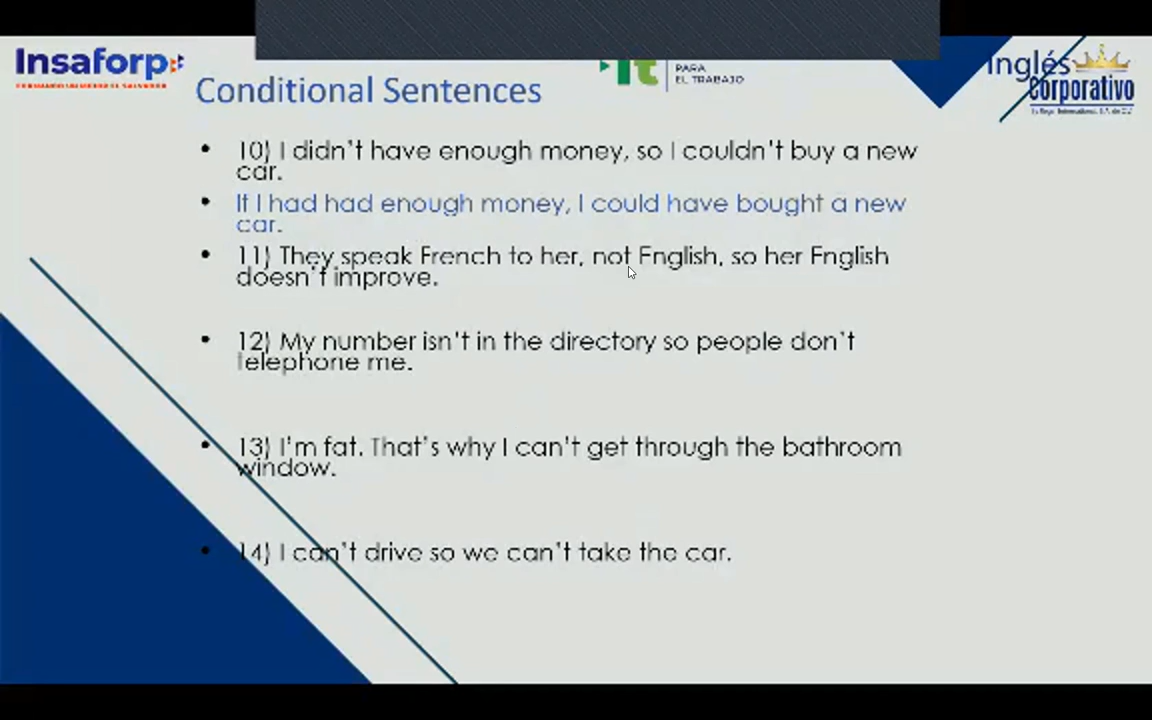 Insaforp
PARA
EL TRABAJO
Inglés
Corporativo
Conditional Sentences
• 10) I didn't have enough money, so I couldn't buy a new
car.
• If I had had enough money, I could have bought a new
car.
• 11) They speak French to her, not English, so her English
doesn't improve.
• 12) My number isn't in the directory so people don't
telephone me.
• 13) I'm fat. That's why I can't get through the bathroom
window.
• 14) I can't drive so we can't take the car.